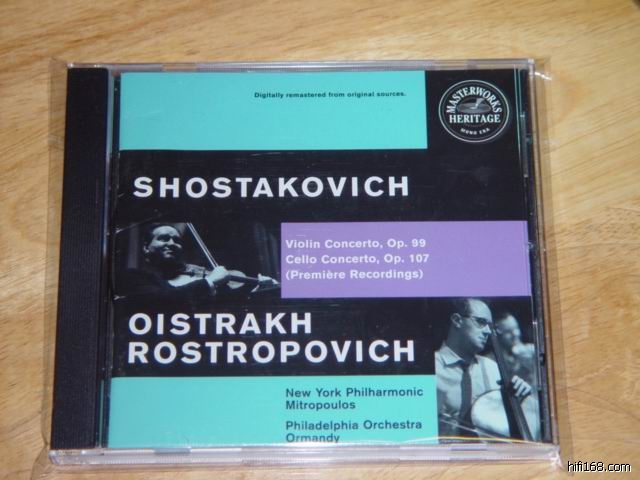 Digitally remastered from original sources.
MASTERWORKS
HERITAGE
MONO ERA
SHOSTAKOVICH
Violin Concerto, Op. 99
Cello Concerto, Op. 107
(Première Recordings)
OISTRAKH
ROSTROPOVICH
New York Philharmonic
Mitropoulos
Philadelphia Orchestra
Ormandy
hifi168.com